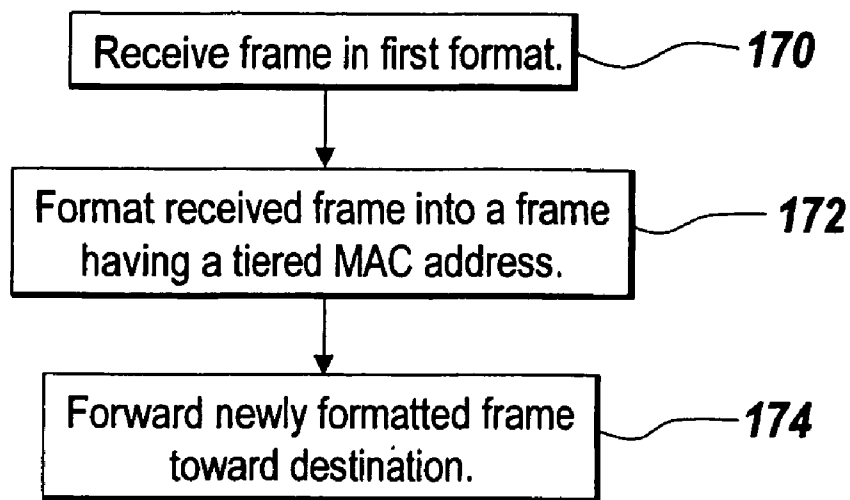 Receive frame in first format.
170
Format received frame into a frame
having a tiered MAC address.
172
Forward newly formatted frame
toward destination.
174